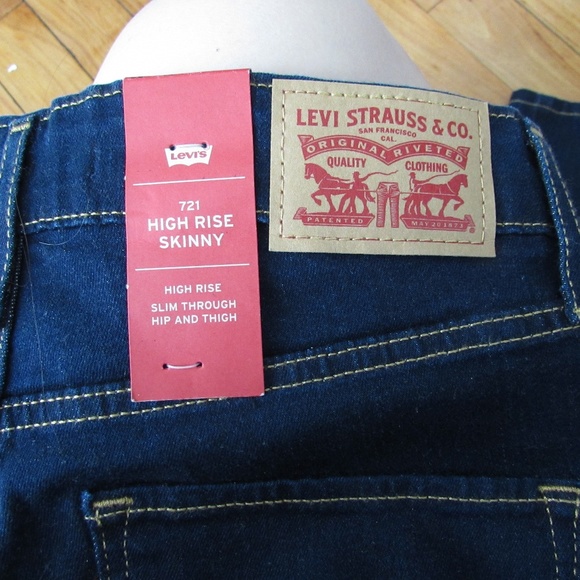 Levi's
721
HIGH RISE
SKINNY
HIGH RISE
SLIM THROUGH
HIP AND THIGH
LEVI STRAUSS & CO.
SAN FRANCISCO
CAL.
ORIGINAL RIVETED
QUALITY CLOTHING
PATENTED MAY 20 1873